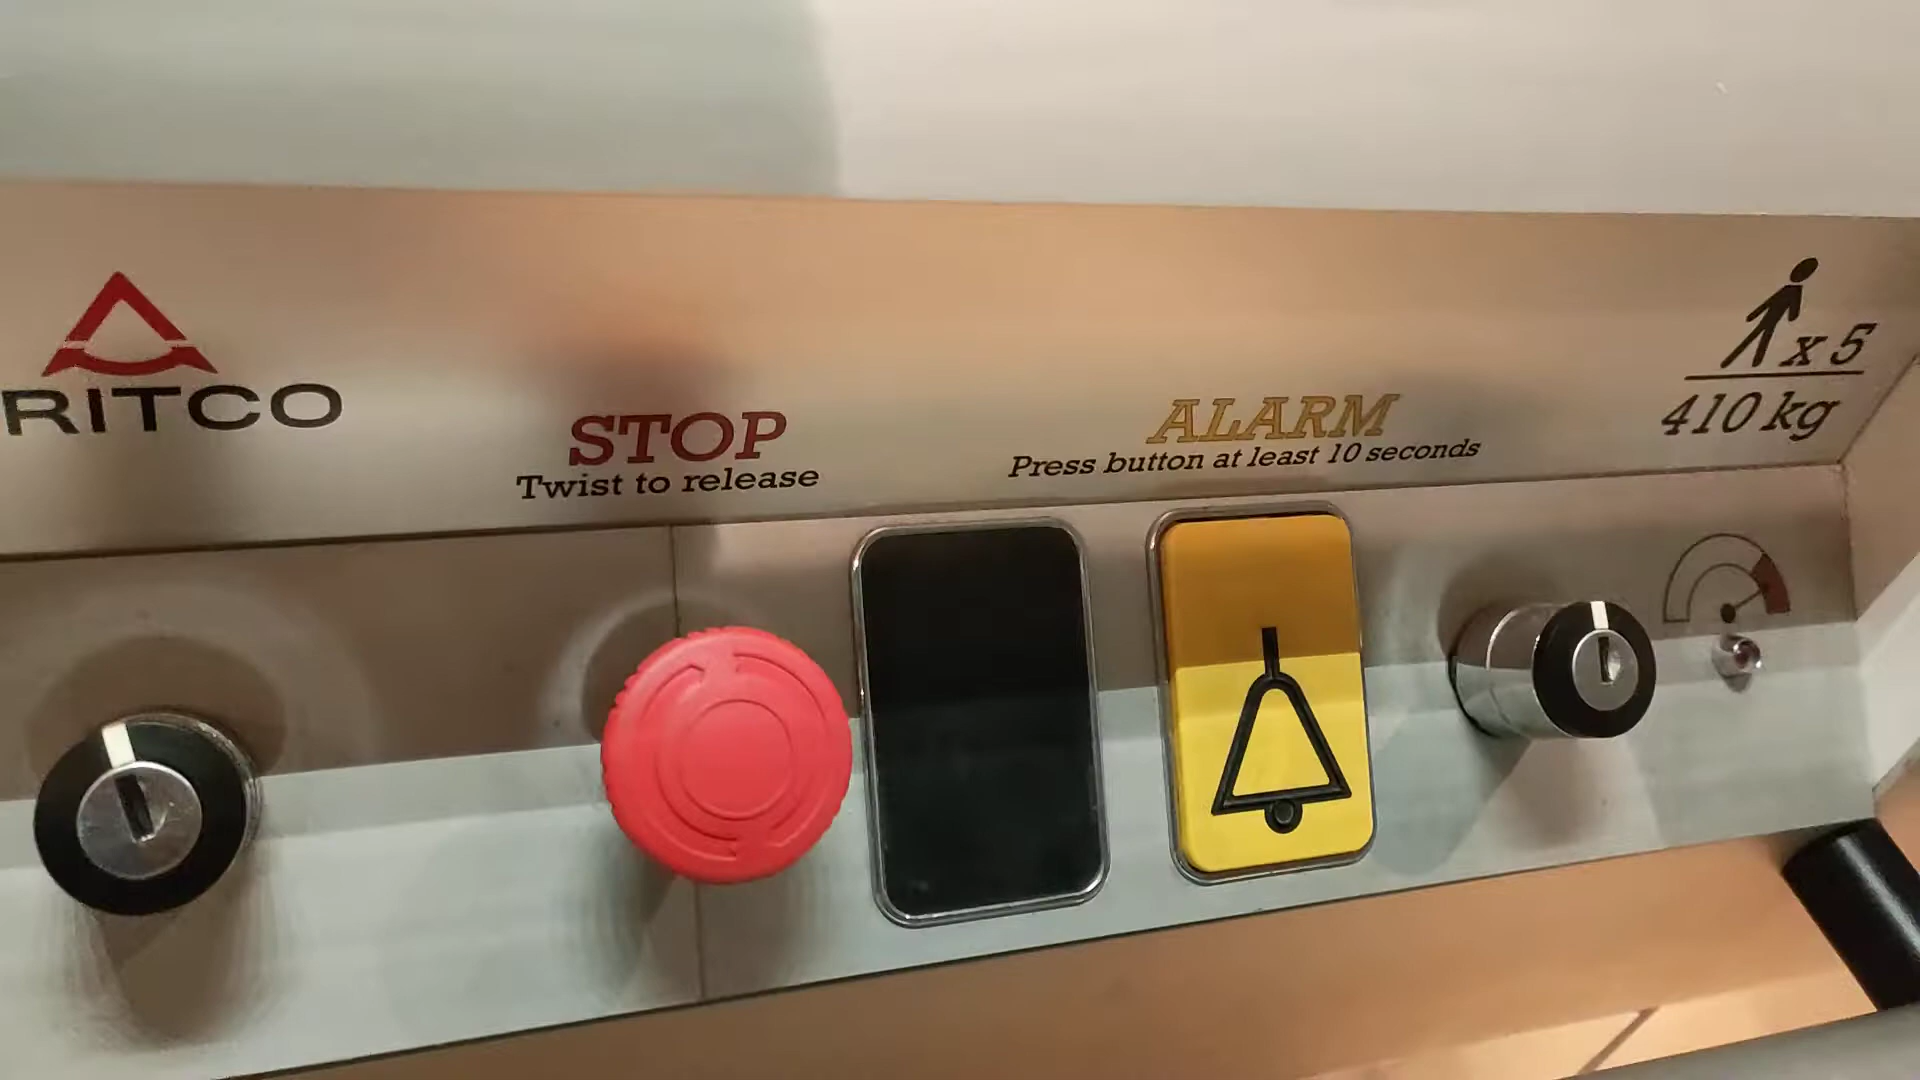 RITCO
STOP
Twist to release
ALARM
Press button at least 10 seconds
x 5
410 kg